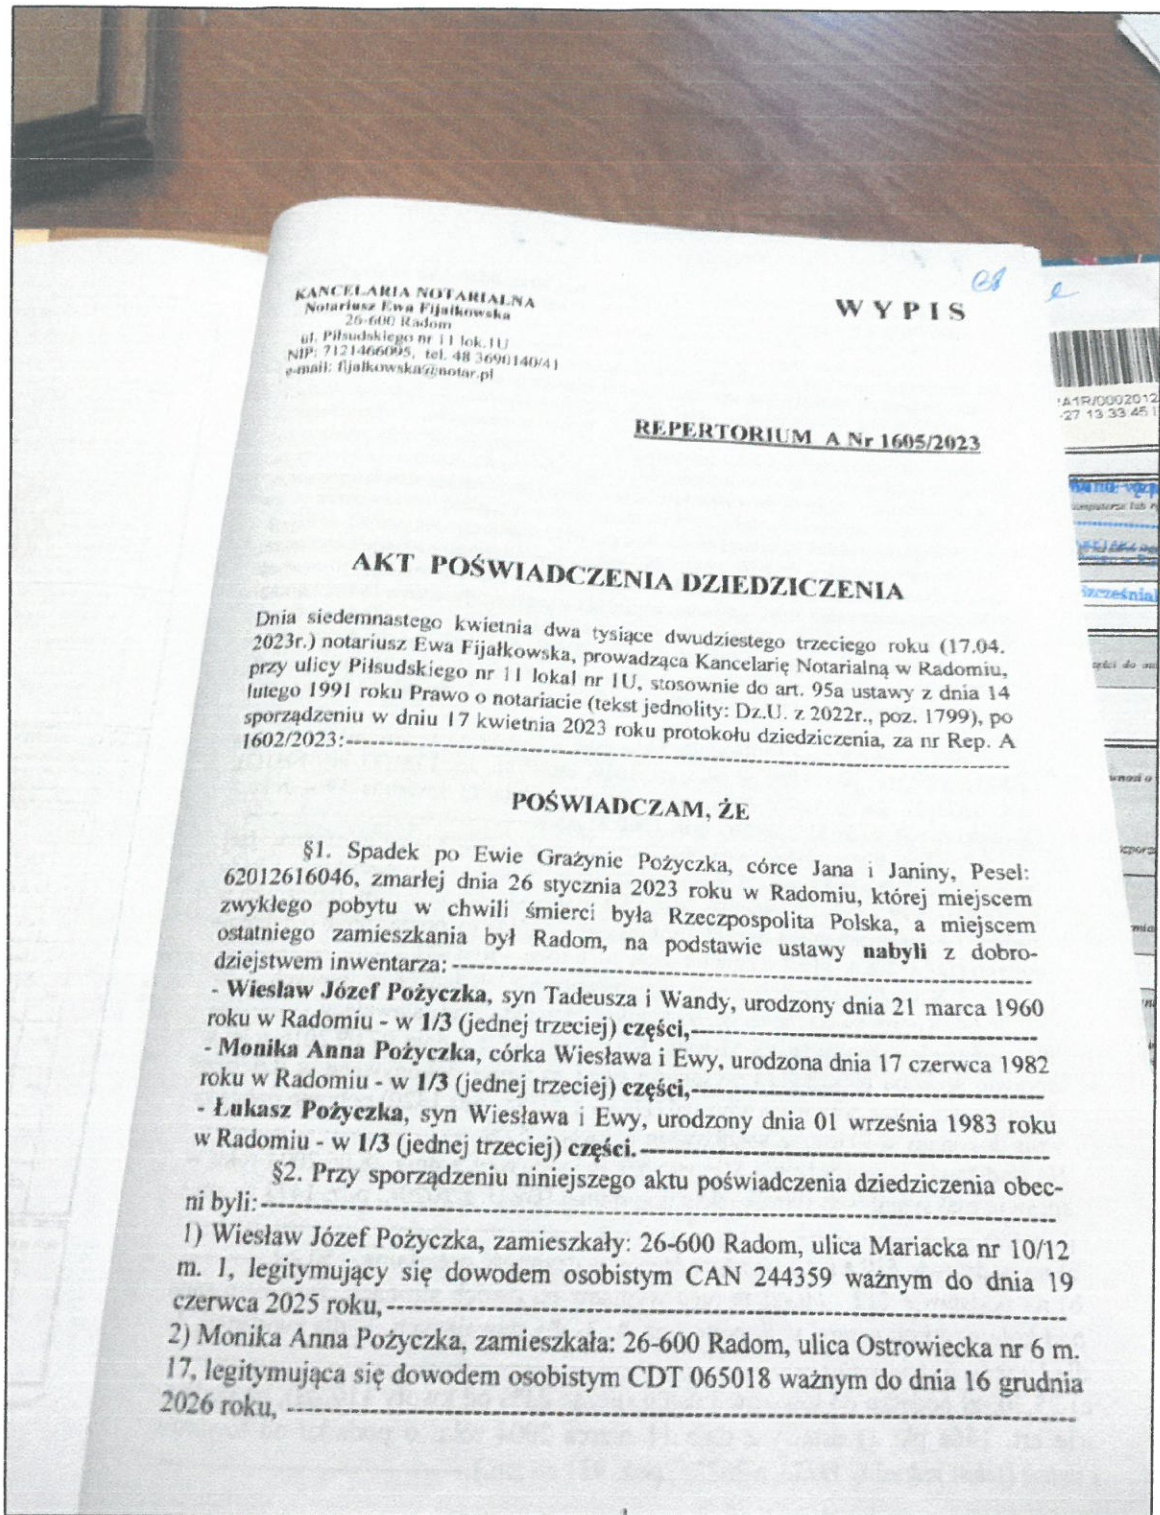 KANCELARIA NOTARIALNA
Notariusz Ewa Fijałkowska
26-600 Radom
ul. Piłsudskiego nr 11 lok.1U
NIP: 7121466095, tel. 48 3690140/41
e-mail: fijalkowska@notar.pl
W Y P I S
REPERTORIUM A Nr 1605/2023
AKT POŚWIADCZENIA DZIEDZICZENIA
Dnia siedemnastego kwietnia dwa tysiące dwudziestego trzeciego roku (17.04.
2023r.) notariusz Ewa Fijałkowska, prowadząca Kancelarię Notarialną w Radomiu,
przy ulicy Piłsudskiego nr 11 lokal nr 1U, stosownie do art. 95a ustawy z dnia 14
lutego 1991 roku Prawo o notariacie (tekst jednolity: Dz.U. z 2022r., poz. 1799), po
sporządzeniu w dniu 17 kwietnia 2023 roku protokołu dziedziczenia, za nr Rep. A
1602/2023:
POŚWIADCZAM, ŻE
§1. Spadek po Ewie Grażynie Pożyczka, córce Jana i Janiny, Pesel:
62012616046, zmarłej dnia 26 stycznia 2023 roku w Radomiu, której miejscem
zwykłego pobytu w chwili śmierci była Rzeczpospolita Polska, a miejscem
ostatniego zamieszkania był Radom, na podstawie ustawy nabyli z dobro-
dziejstwem inwentarza:
- Wiesław Józef Pożyczka, syn Tadeusza i Wandy, urodzony dnia 21 marca 1960
roku w Radomiu - w 1/3 (jednej trzeciej) części,
- Monika Anna Pożyczka, córka Wiesława i Ewy, urodzona dnia 17 czerwca 1982
roku w Radomiu - w 1/3 (jednej trzeciej) części,
- Łukasz Pożyczka, syn Wiesława i Ewy, urodzony dnia 01 września 1983 roku
w Radomiu - w 1/3 (jednej trzeciej) części.
§2. Przy sporządzeniu niniejszego aktu poświadczenia dziedziczenia obec-
ni byli:
1) Wiesław Józef Pożyczka, zamieszkały: 26-600 Radom, ulica Mariacka nr 10/12
m. 1, legitymujący się dowodem osobistym CAN 244359 ważnym do dnia 19
czerwca 2025 roku,
2) Monika Anna Pożyczka, zamieszkała: 26-600 Radom, ulica Ostrowiecka nr 6 m.
17, legitymująca się dowodem osobistym CDT 065018 ważnym do dnia 16 grudnia
2026 roku,
A1R/0002012
-27 13:33:45